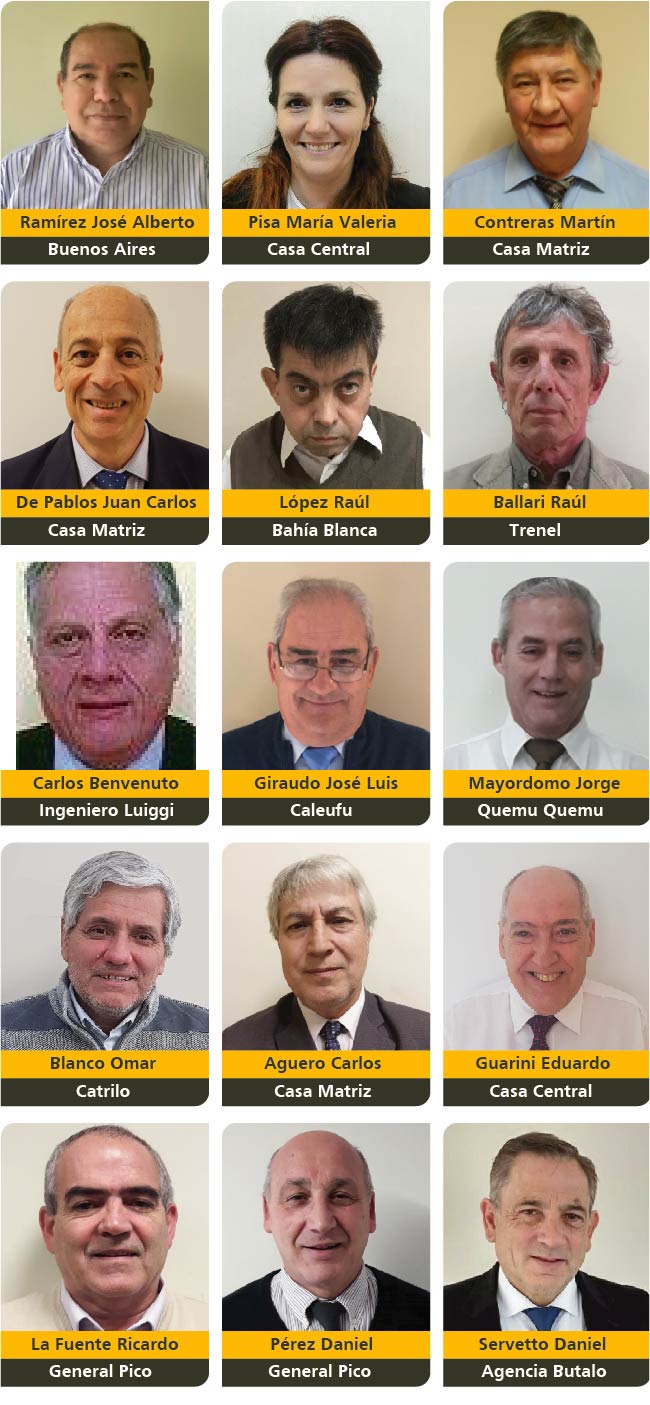 Ramírez José Alberto
Buenos Aires
Pisa María Valeria
Casa Central
Contreras Martín
Casa Matriz
De Pablos Juan Carlos
Casa Matriz
López Raúl
Bahía Blanca
Ballari Raúl
Trenel
Carlos Benvenuto
Ingeniero Luiggi
Giraudo José Luis
Caleufu
Mayordomo Jorge
Quemu Quemu
Blanco Omar
Catrilo
Aguero Carlos
Casa Matriz
Guarini Eduardo
Casa Central
La Fuente Ricardo
General Pico
Pérez Daniel
General Pico
Servetto Daniel
Agencia Butalo